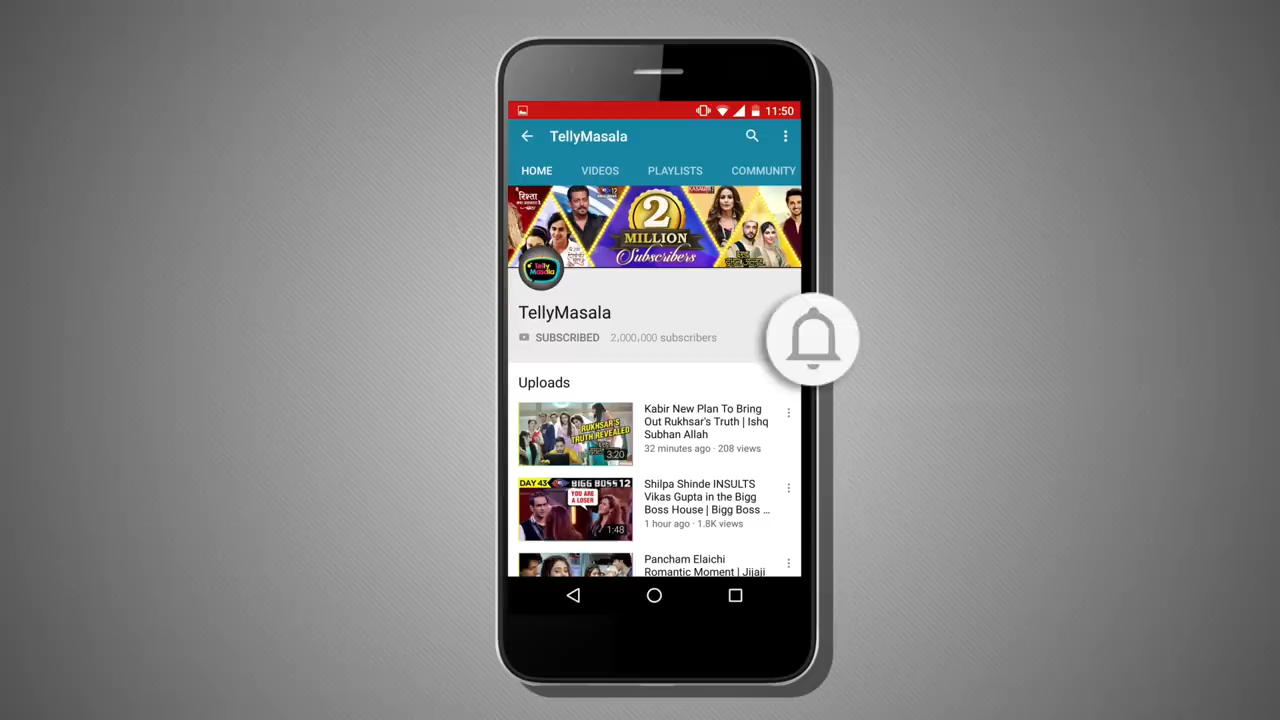 11:50
TellyMasala
HOME VIDEOS PLAYLISTS COMMUNITY
रिश्ता
2
MILLION
Subscribers
Telly
Masala
TellyMasala
SUBSCRIBED 2,000,000 subscribers
Uploads
RUKHSAR'S
TRUTH REVEALED
3:20
Kabir New Plan To Bring
Out Rukhsar's Truth | Ishq
Subhan Allah
32 minutes ago · 208 views
DAY 43 BIGG BOSS 12
YOU ARE
A LOSER
1:48
Shilpa Shinde INSULTS
Vikas Gupta in the Bigg
Boss House | Bigg Boss ...
1 hour ago · 1.8K views
Pancham Elaichi
Romantic Moment | Jijaji